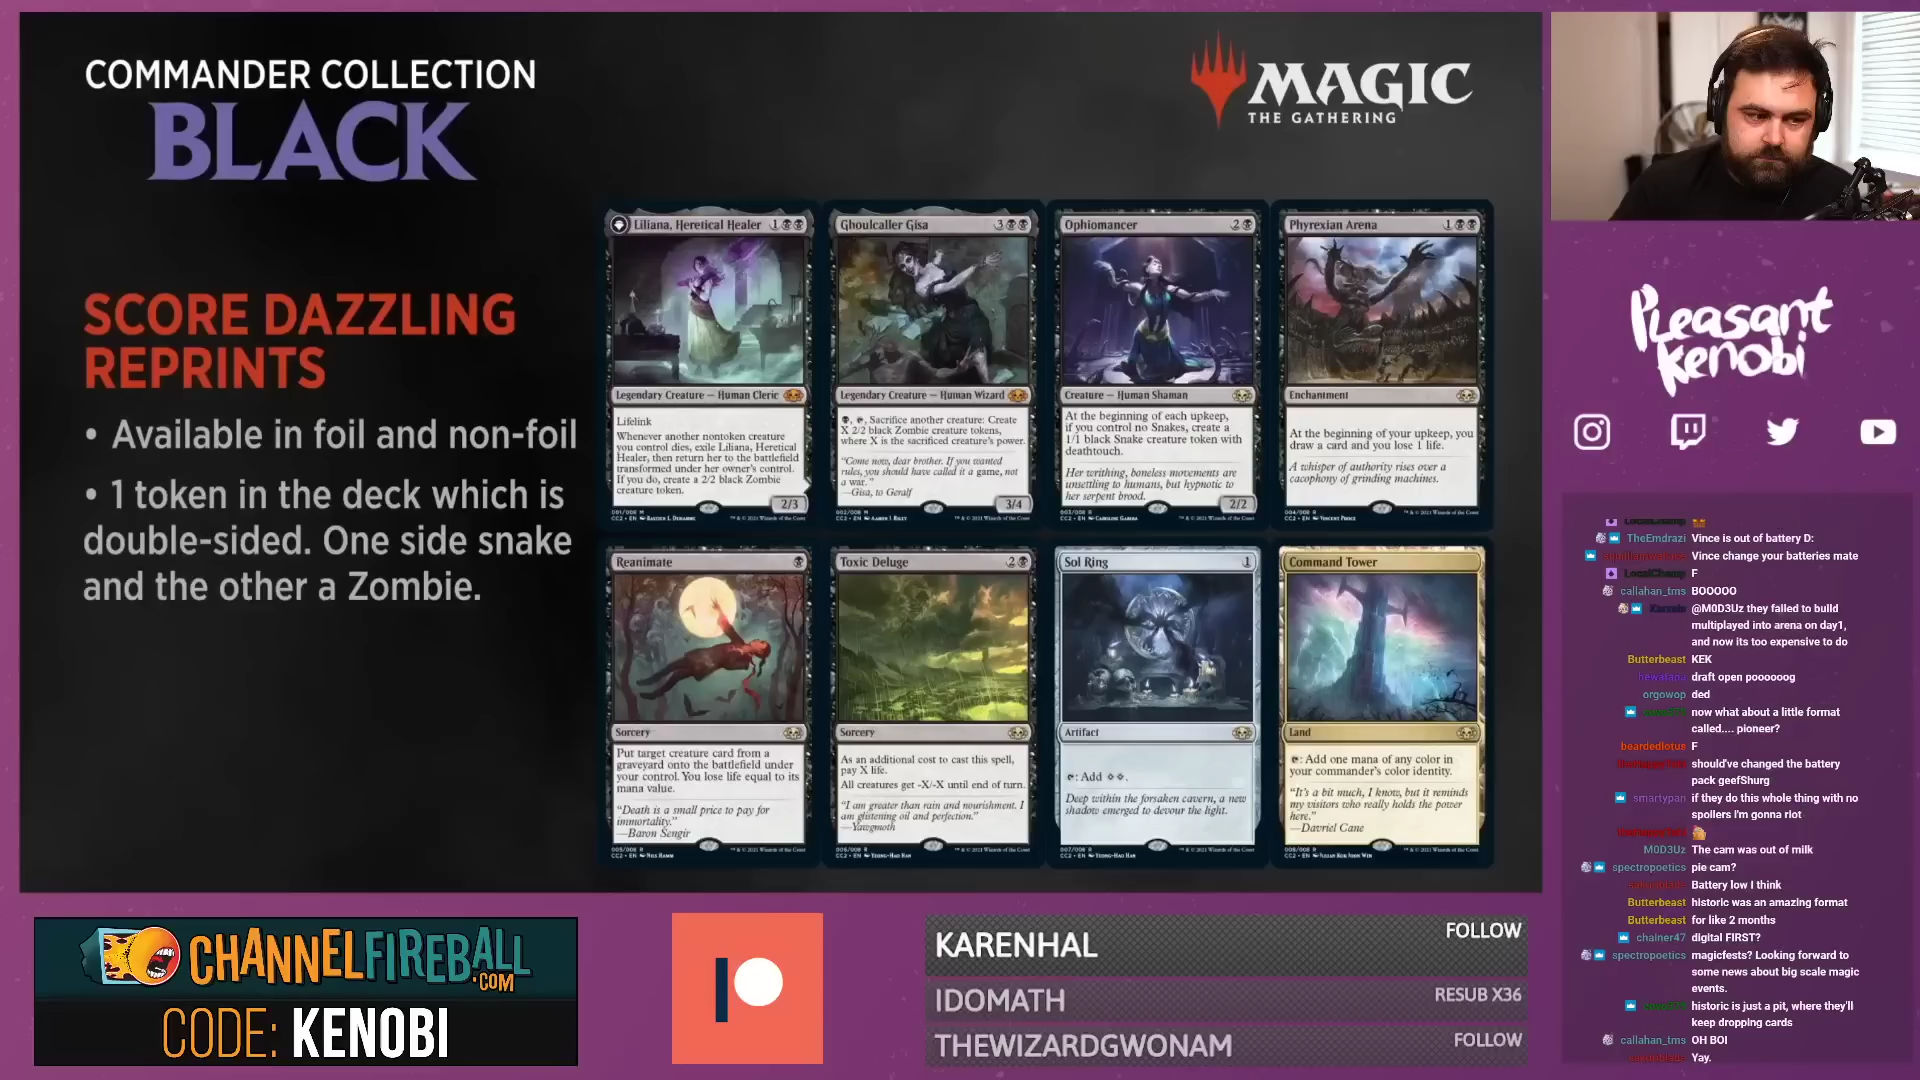 COMMANDER COLLECTION
BLACK
MAGIC
THE GATHERING
SCORE DAZZLING
REPRINTS
• Available in foil and non-foil
• 1 token in the deck which is
double-sided. One side snake
and the other a Zombie.
Liliana, Heretical Healer 1
Legendary Creature — Human Cleric
Lifelink
Whenever another nontoken creature
you control dies, exile Liliana, Heretical
Healer, then return her to the battlefield
transformed under her owner's control.
If you do, create a 2/2 black Zombie
creature token.
2/3
Ghoulcaller Gisa 3
Legendary Creature — Human Wizard
, Sacrifice another creature: Create
X 2/2 black Zombie creature tokens,
where X is the sacrificed creature's power.
"Come now, dear brother. If you wanted
rules, you should have called it a game, not
a war."
—Gisa, to Geralf
3/4
Ophiomancer 2
Creature — Human Shaman
At the beginning of each upkeep,
if you control no Snakes, create a
1/1 black Snake creature token with
deathtouch.
Her writhing, boneless movements are
unsettling to humans, but hypnotic to
her serpent brood.
2/2
Phyrexian Arena 1
Enchantment
At the beginning of your upkeep, you
draw a card and you lose 1 life.
A whisper of authority rises over a
cacophony of grinding machines.
Reanimate
Sorcery
Put target creature card from a
graveyard onto the battlefield under
your control. You lose life equal to its
mana value.
"Death is a small price to pay for
immortality."
—Baron Sengir
Toxic Deluge 2
Sorcery
As an additional cost to cast this spell,
pay X life.
All creatures get -X/-X until end of turn.
"I am greater than rain and nourishment. I
am glistening oil and perfection."
—Yawgmoth
Sol Ring 1
Artifact
: Add
Deep within the forsaken cavern, a new
shadow emerged to devour the light.
Command Tower
Land
: Add one mana of any color in
your commander's color identity.
"It's a bit much, I know, but it reminds
my visitors who really holds the power
here."
—Davriel Cane
Pleasant
Kenobi
TheEmdrazi Vince is out of battery D:
Vince change your batteries mate
LocalChamp F
callahan_tms BOOOOO
@M0D3Uz they failed to build
multiplayed into arena on day1,
and now its too expensive to do
Butterbeast KEK
draft open poooooog
orgowop ded
now what about a little format
called.... pioneer?
beardedlotus F
should've changed the battery
pack geefShurg
smartypan if they do this whole thing with no
spoilers I'm gonna riot
M0D3Uz The cam was out of milk
spectropoetics pie cam?
Battery low I think
Butterbeast historic was an amazing format
Butterbeast for like 2 months
chainer47 digital FIRST?
spectropoetics magicfests? Looking forward to
some news about big scale magic
events.
historic is just a pit, where they'll
keep dropping cards
callahan_tms OH BOI
Yay.
CHANNELFIREBALL
.COM
CODE: KENOBI
KARENHAL FOLLOW
IDOMATH RESUB X36
THEWIZARDGWONAM FOLLOW